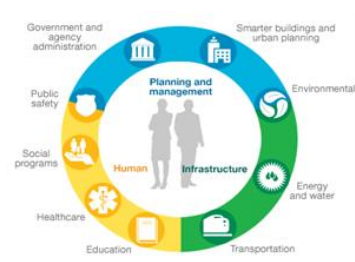 Government and
agency
administration
Smarter buildings and
urban planning
Planning and
management
Environmental
Public
safety
Social
programs
Human
Infrastructure
Energy
and water
Healthcare
Education
Transportation